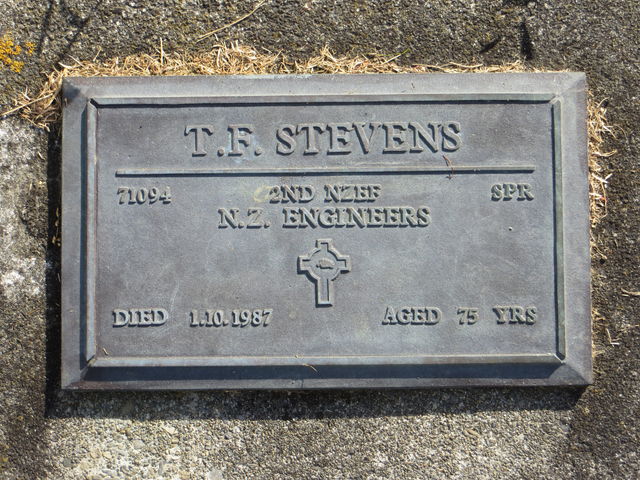 T.F. STEVENS
71094 2ND NZEF SPR
N.Z. ENGINEERS
DIED 1.10.1987 AGED 75 YRS